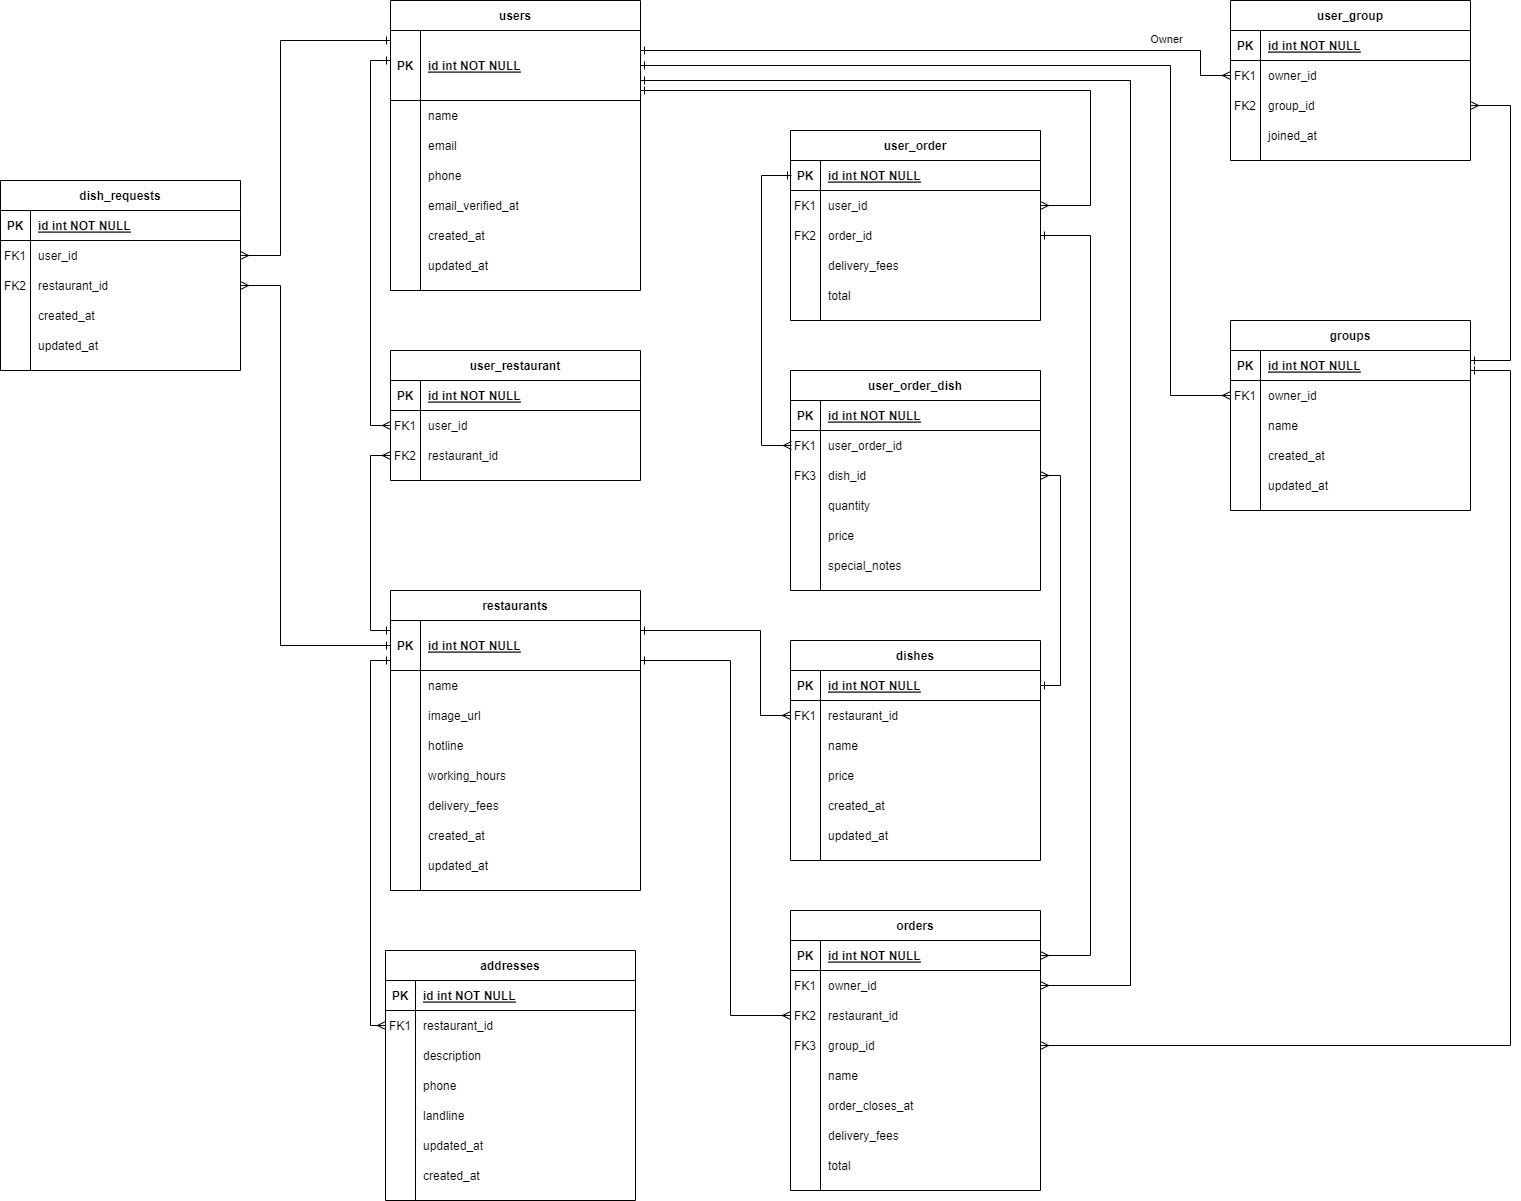 users
PK id int NOT NULL
name
email
phone
email_verified_at
created_at
updated_at
Owner
user_group
PK id int NOT NULL
FK1 owner_id
FK2 group_id
joined_at
dish_requests
PK id int NOT NULL
FK1 user_id
FK2 restaurant_id
created_at
updated_at
user_order
PK id int NOT NULL
FK1 user_id
FK2 order_id
delivery_fees
total
groups
PK id int NOT NULL
FK1 owner_id
name
created_at
updated_at
user_restaurant
PK id int NOT NULL
FK1 user_id
FK2 restaurant_id
user_order_dish
PK id int NOT NULL
FK1 user_order_id
FK3 dish_id
quantity
price
special_notes
restaurants
PK id int NOT NULL
name
image_url
hotline
working_hours
delivery_fees
created_at
updated_at
dishes
PK id int NOT NULL
FK1 restaurant_id
name
price
created_at
updated_at
addresses
PK id int NOT NULL
FK1 restaurant_id
description
phone
landline
updated_at
created_at
orders
PK id int NOT NULL
FK1 owner_id
FK2 restaurant_id
FK3 group_id
name
order_closes_at
delivery_fees
total